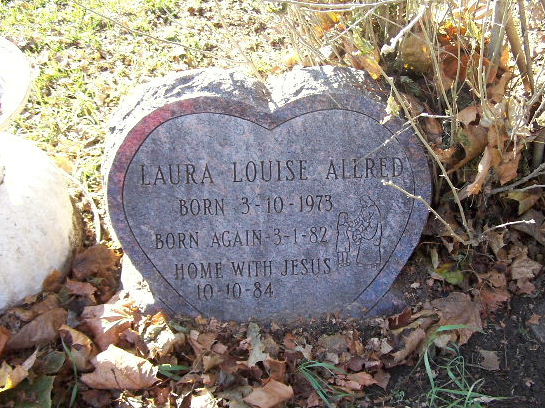 LAURA LOUISE ALLRED
BORN 3-10-1973
BORN AGAIN-3-1-82
HOME WITH JESUS
10-10-84